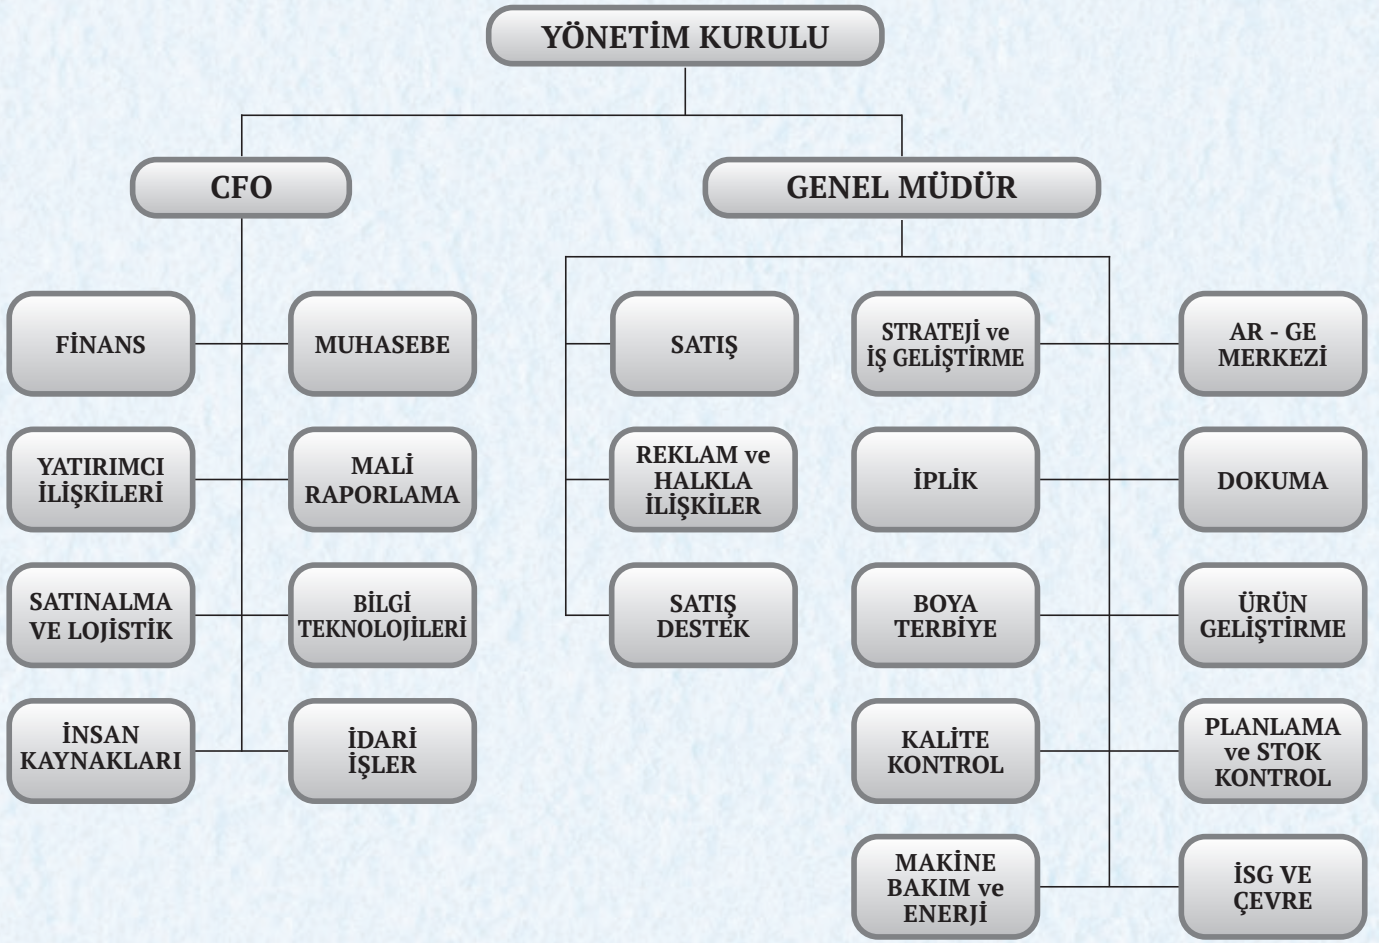 YÖNETİM KURULU
CFO
GENEL MÜDÜR
FİNANS
MUHASEBE
SATIŞ
STRATEJİ ve
İŞ GELİŞTİRME
AR - GE
MERKEZİ
YATIRIMCI
İLİŞKİLERİ
MALİ
RAPORLAMA
REKLAM ve
HALKLA
İLİŞKİLER
İPLİK
DOKUMA
SATINALMA
VE LOJİSTİK
BİLGİ
TEKNOLOJİLERİ
SATIŞ
DESTEK
BOYA
TERBİYE
ÜRÜN
GELİŞTİRME
İNSAN
KAYNAKLARI
İDARİ
İŞLER
KALİTE
KONTROL
PLANLAMA
ve STOK
KONTROL
MAKİNE
BAKIM ve
ENERJİ
İSG VE
ÇEVRE